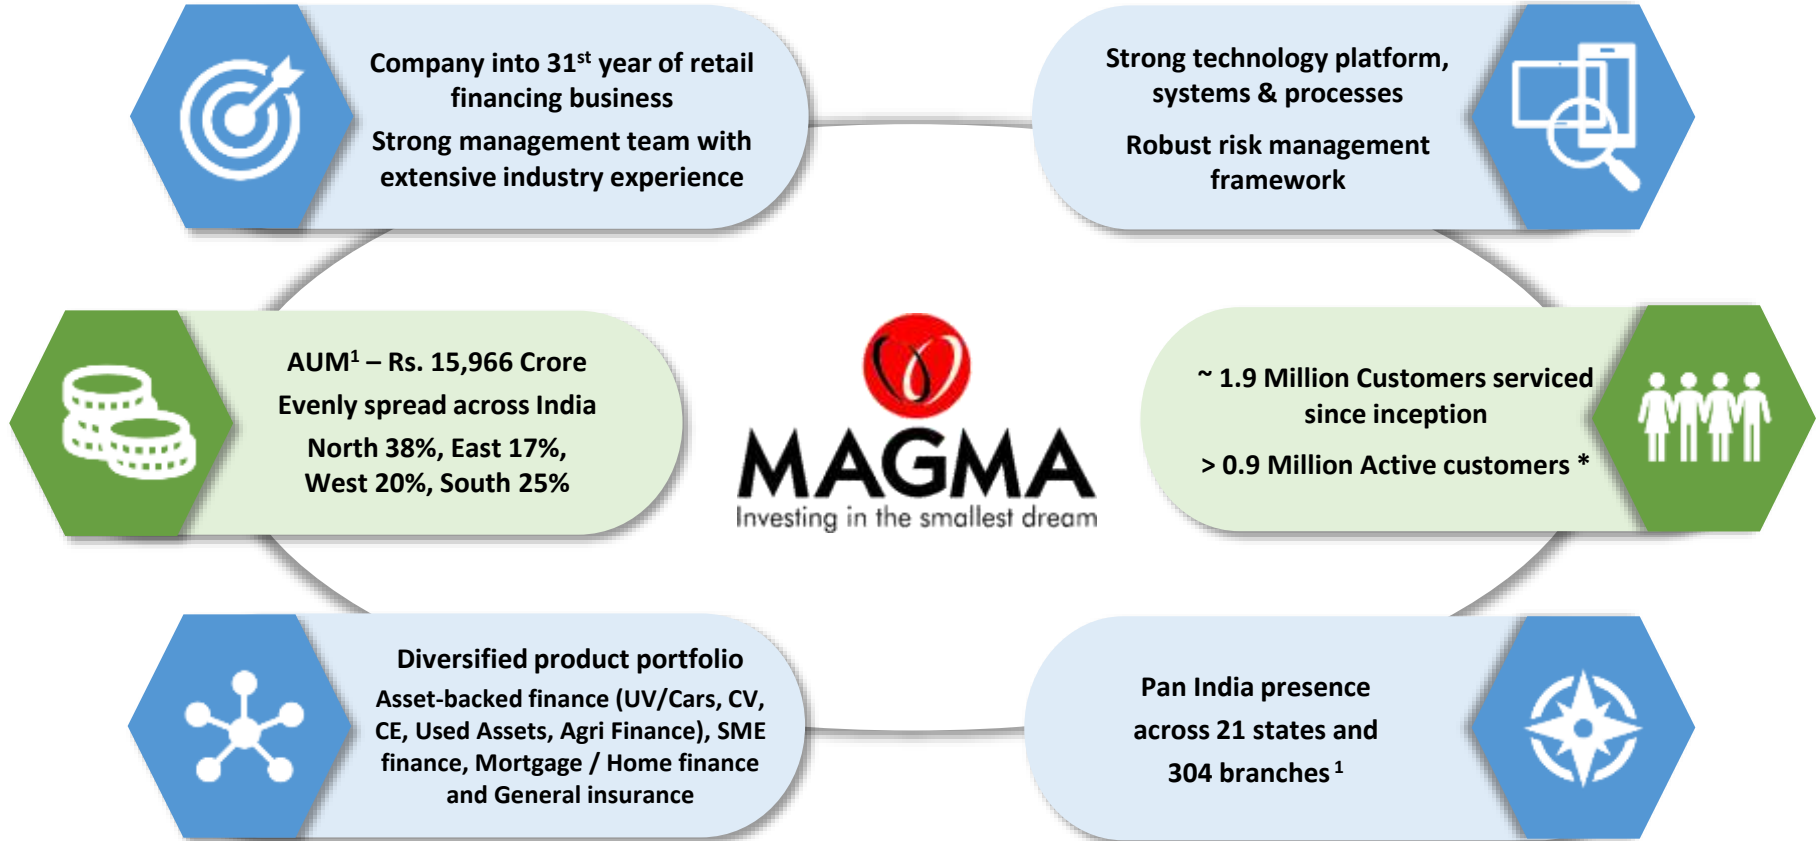 Company into 31st year of retail
financing business
Strong management team with
extensive industry experience
Strong technology platform,
systems & processes
Robust risk management
framework
AUM1 – Rs. 15,966 Crore
Evenly spread across India
North 38%, East 17%,
West 20%, South 25%
MAGMA
Investing in the smallest dream
~ 1.9 Million Customers serviced
since inception
> 0.9 Million Active customers *
Diversified product portfolio
Asset-backed finance (UV/Cars, CV,
CE, Used Assets, Agri Finance), SME
finance, Mortgage / Home finance
and General insurance
Pan India presence
across 21 states and
304 branches 1